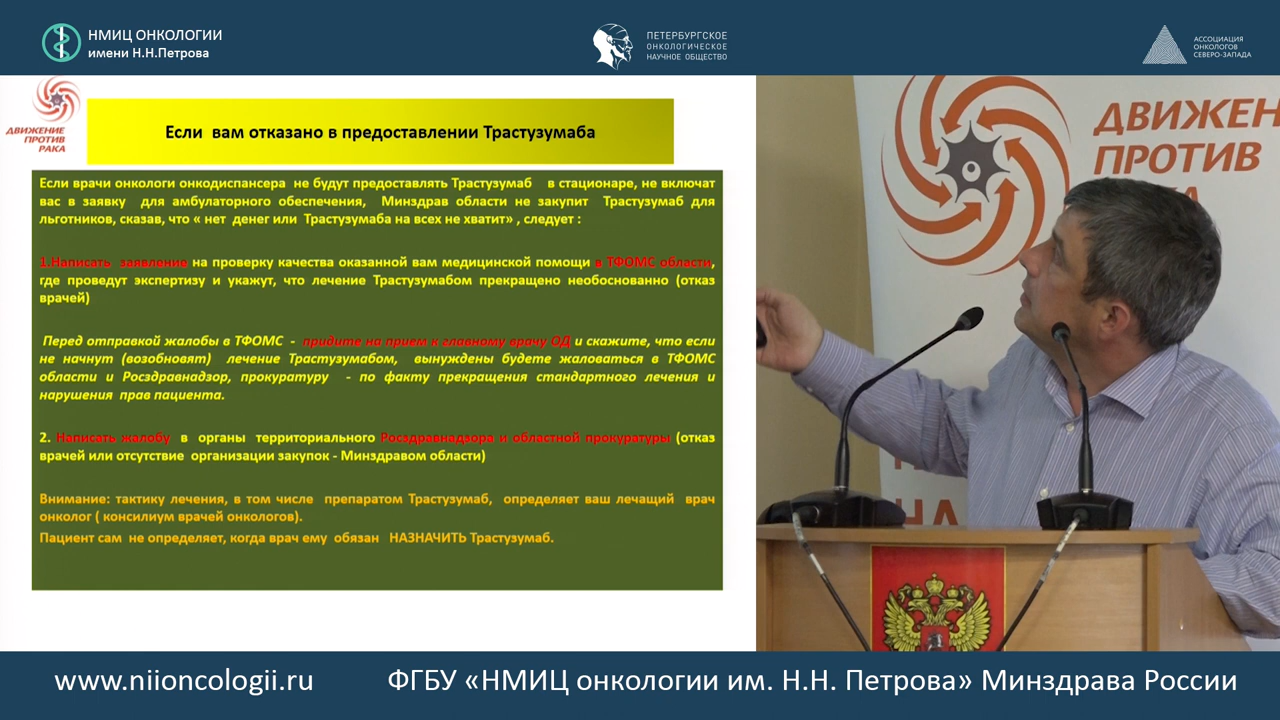 НМИЦ ОНКОЛОГИИ
имени Н.Н.Петрова
ПЕТЕРБУРГСКОЕ
ОНКОЛОГИЧЕСКОЕ
НАУЧНОЕ ОБЩЕСТВО
АССОЦИАЦИЯ
ОНКОЛОГОВ
СЕВЕРО-ЗАПАДА
ДВИЖЕНИЕ
ПРОТИВ
РАКА
Если вам отказано в предоставлении Трастузумаба
Если врачи онкологи онкодиспансера не будут предоставлять Трастузумаб в стационаре, не включат
вас в заявку для амбулаторного обеспечения, Минздрав области не закупит Трастузумаб для
льготников, сказав, что « нет денег или Трастузумаба на всех не хватит» , следует :
1.Написать заявление на проверку качества оказанной вам медицинской помощи в ТФОМС области,
где проведут экспертизу и укажут, что лечение Трастузумабом прекращено необоснованно (отказ
врачей)
Перед отправкой жалобы в ТФОМС - придите на прием к главному врачу ОД и скажите, что если
не начнут (возобновят) лечение Трастузумабом, вынуждены будете жаловаться в ТФОМС
области и Росздравнадзор, прокуратуру - по факту прекращения стандартного лечения и
нарушения прав пациента.
2. Написать жалобу в органы территориального Росздравнадзора и областной прокуратуры (отказ
врачей или отсутствие организации закупок - Минздравом области)
Внимание: тактику лечения, в том числе препаратом Трастузумаб, определяет ваш лечащий врач
онколог ( консилиум врачей онкологов).
Пациент сам не определяет, когда врач ему обязан НАЗНАЧИТЬ Трастузумаб.
ДВИЖЕН
ПРОТИВ
НА
www.niioncologii.ru
ФГБУ «НМИЦ онкологии им. Н.Н. Петрова» Минздрава России